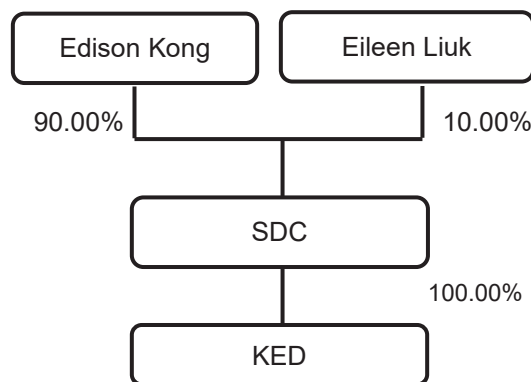 Edison Kong
Eileen Liuk
90.00%
10.00%
SDC
100.00%
KED